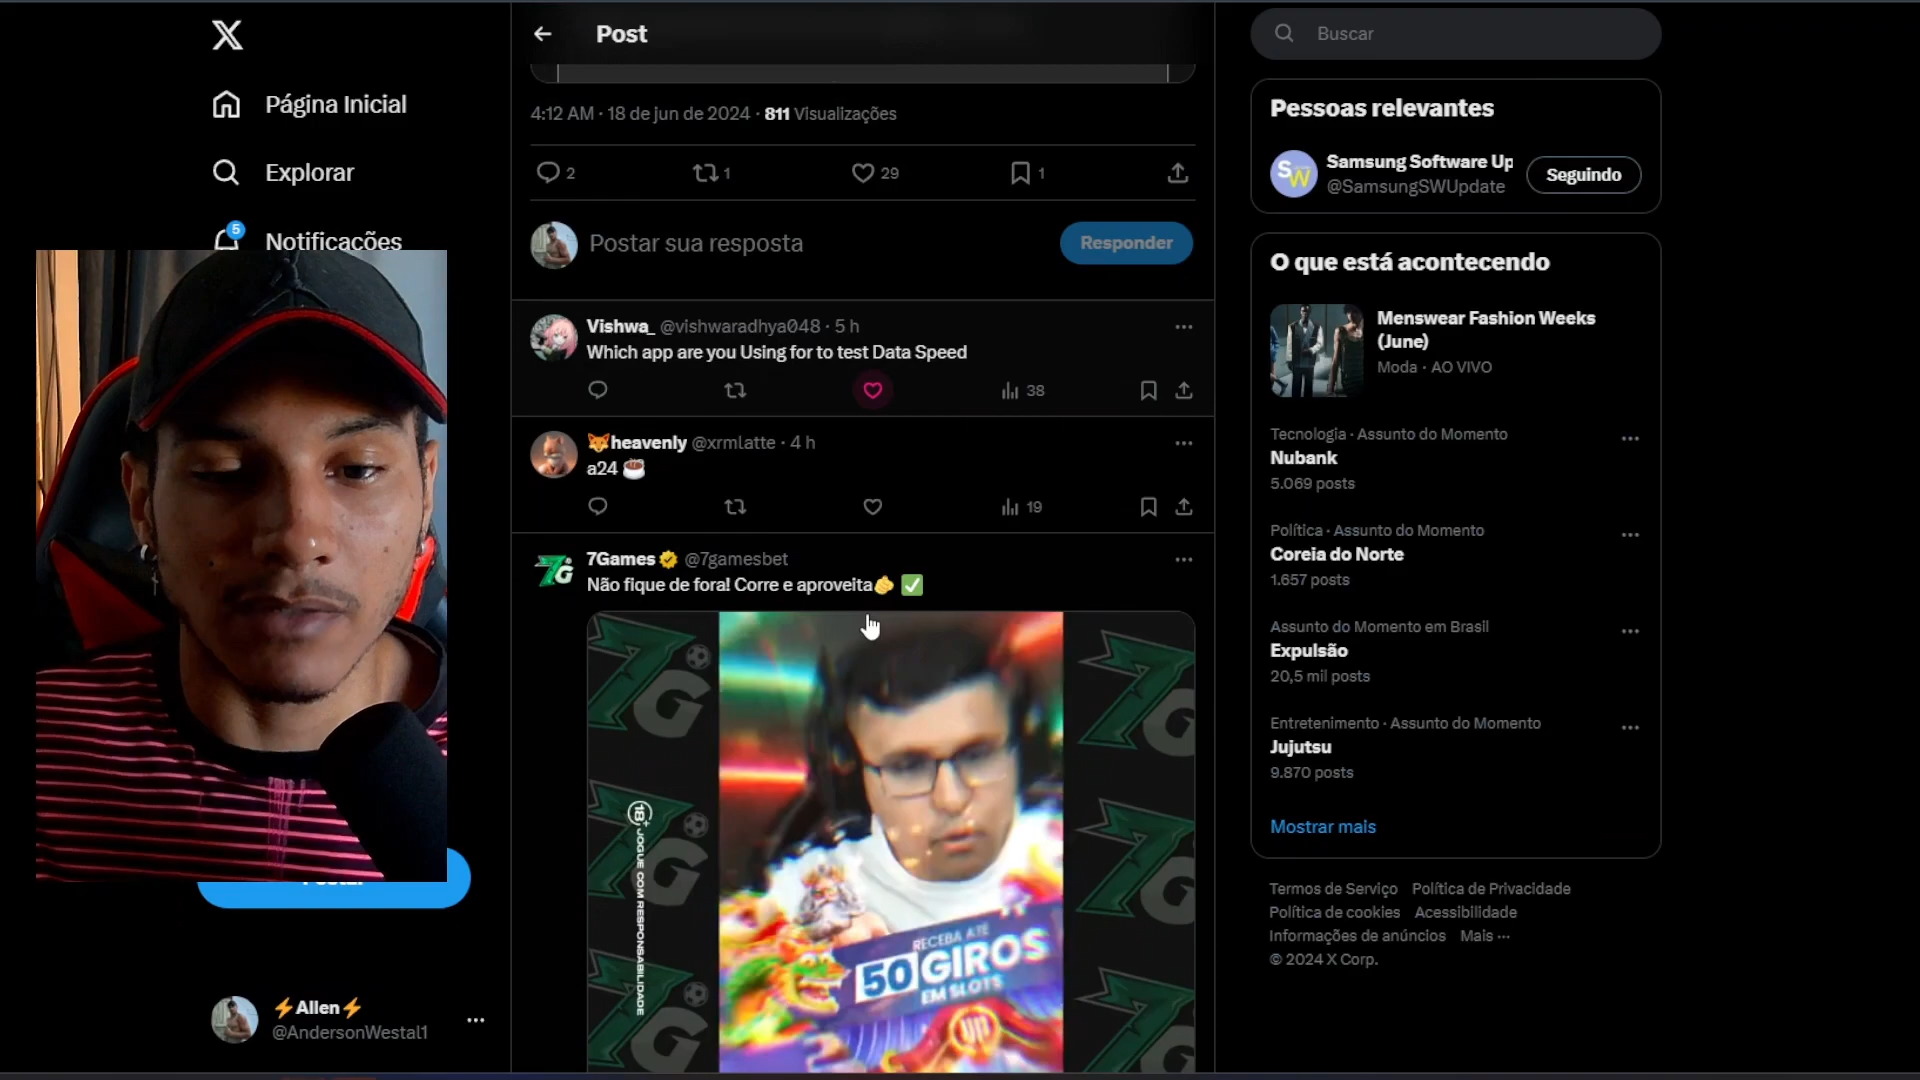 Post
Buscar
Página Inicial
Explorar
5
Notificações
4:12 AM · 18 de jun de 2024 · 811 Visualizações
2
1
29
1
Postar sua resposta
Responder
Vishwa_ @vishwaradhya048 · 5 h
Which app are you Using for to test Data Speed
38
heavenly @xrmlatte · 4 h
a24 ☕
19
7Games @7gamesbet
Não fique de fora! Corre e aproveita🫵 ✅
7G
18+ JOGUE COM RESPONSABILIDADE
RECEBA ATÉ
50 GIROS
EM SLOTS
⚡Allen⚡
@AndersonWestal1
Pessoas relevantes
SW
Samsung Software Up
@SamsungSWUpdate
Seguindo
O que está acontecendo
Menswear Fashion Weeks
(June)
Moda · AO VIVO
Tecnologia · Assunto do Momento
Nubank
5.069 posts
Política · Assunto do Momento
Coreia do Norte
1.657 posts
Assunto do Momento em Brasil
Expulsão
20,5 mil posts
Entretenimento · Assunto do Momento
Jujutsu
9.870 posts
Mostrar mais
Termos de Serviço Política de Privacidade
Política de cookies Acessibilidade
Informações de anúncios Mais ···
© 2024 X Corp.